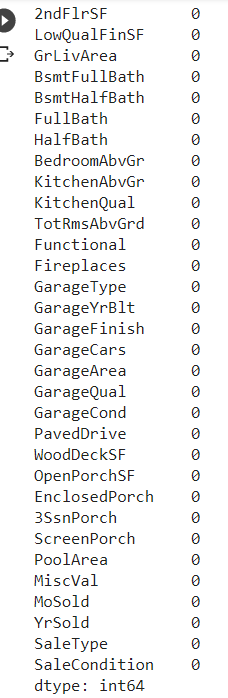 2ndFlrSF 0
LowQualFinSF 0
GrLivArea 0
BsmtFullBath 0
BsmtHalfBath 0
FullBath 0
HalfBath 0
BedroomAbvGr 0
KitchenAbvGr 0
KitchenQual 0
TotRmsAbvGrd 0
Functional 0
Fireplaces 0
GarageType 0
GarageYrBlt 0
GarageFinish 0
GarageCars 0
GarageArea 0
GarageQual 0
GarageCond 0
PavedDrive 0
WoodDeckSF 0
OpenPorchSF 0
EnclosedPorch 0
3SsnPorch 0
ScreenPorch 0
PoolArea 0
MiscVal 0
MoSold 0
YrSold 0
SaleType 0
SaleCondition 0
dtype: int64